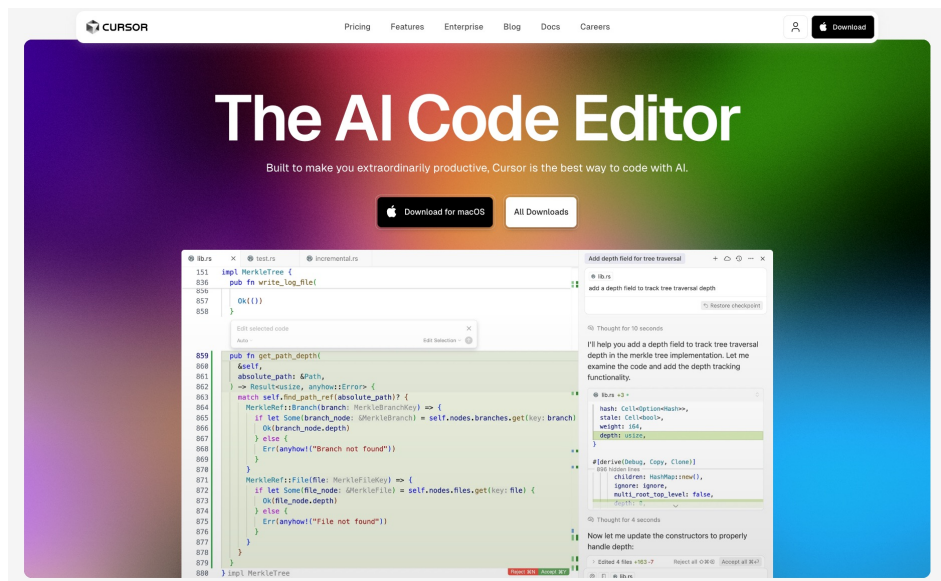 CURSOR
Pricing Features Enterprise Blog Docs Careers
Download
The AI Code Editor
Built to make you extraordinarily productive, Cursor is the best way to code with AI.
Download for macOS
All Downloads
lib.rs
test.rs
incremental.rs
151 impl MerkleTree {
836 pub fn write_log_file(
856
857 Ok(())
858 }
Edit selected code
Auto
Edit Selection
859 pub fn get_path_depth(
860 &self,
861 absolute_path: &Path,
862 ) -> Result<usize, anyhow::Error> {
863 match self.find_path_ref(absolute_path)? {
864 MerkleRef::Branch(branch: MerkleBranchKey) => {
865 if let Some(branch_node: &MerkleBranch) = self.nodes.branches.get(key: branch)
866 Ok(branch_node.depth)
867 } else {
868 Err(anyhow!("Branch not found"))
869 }
870 }
871 MerkleRef::File(file: MerkleFileKey) => {
872 if let Some(file_node: &MerkleFile) = self.nodes.files.get(key: file) {
873 Ok(file_node.depth)
874 } else {
875 Err(anyhow!("File not found"))
876 }
877 }
878 }
879 }
880 } impl MerkleTree
Reject ⌘N Accept ⌘Y
Add depth field for tree traversal
lib.rs
add a depth field to track tree traversal depth
Restore checkpoint
Thought for 10 seconds
I'll help you add a depth field to track tree traversal
depth in the merkle tree implementation. Let me
examine the code and add the depth tracking
functionality.
lib.rs +3
hash: Cell<Option<Hash>>,
stale: Cell<bool>,
weight: i64,
depth: usize,
}
#[derive(Debug, Copy, Clone)]
896 hidden lines
children: HashMap::new(),
ignore: ignore,
multi_root_top_level: false,
Thought for 4 seconds
Now let me update the constructors to properly
handle depth:
Edited 4 files +163 -7
Reject all
Accept all
lib.rs